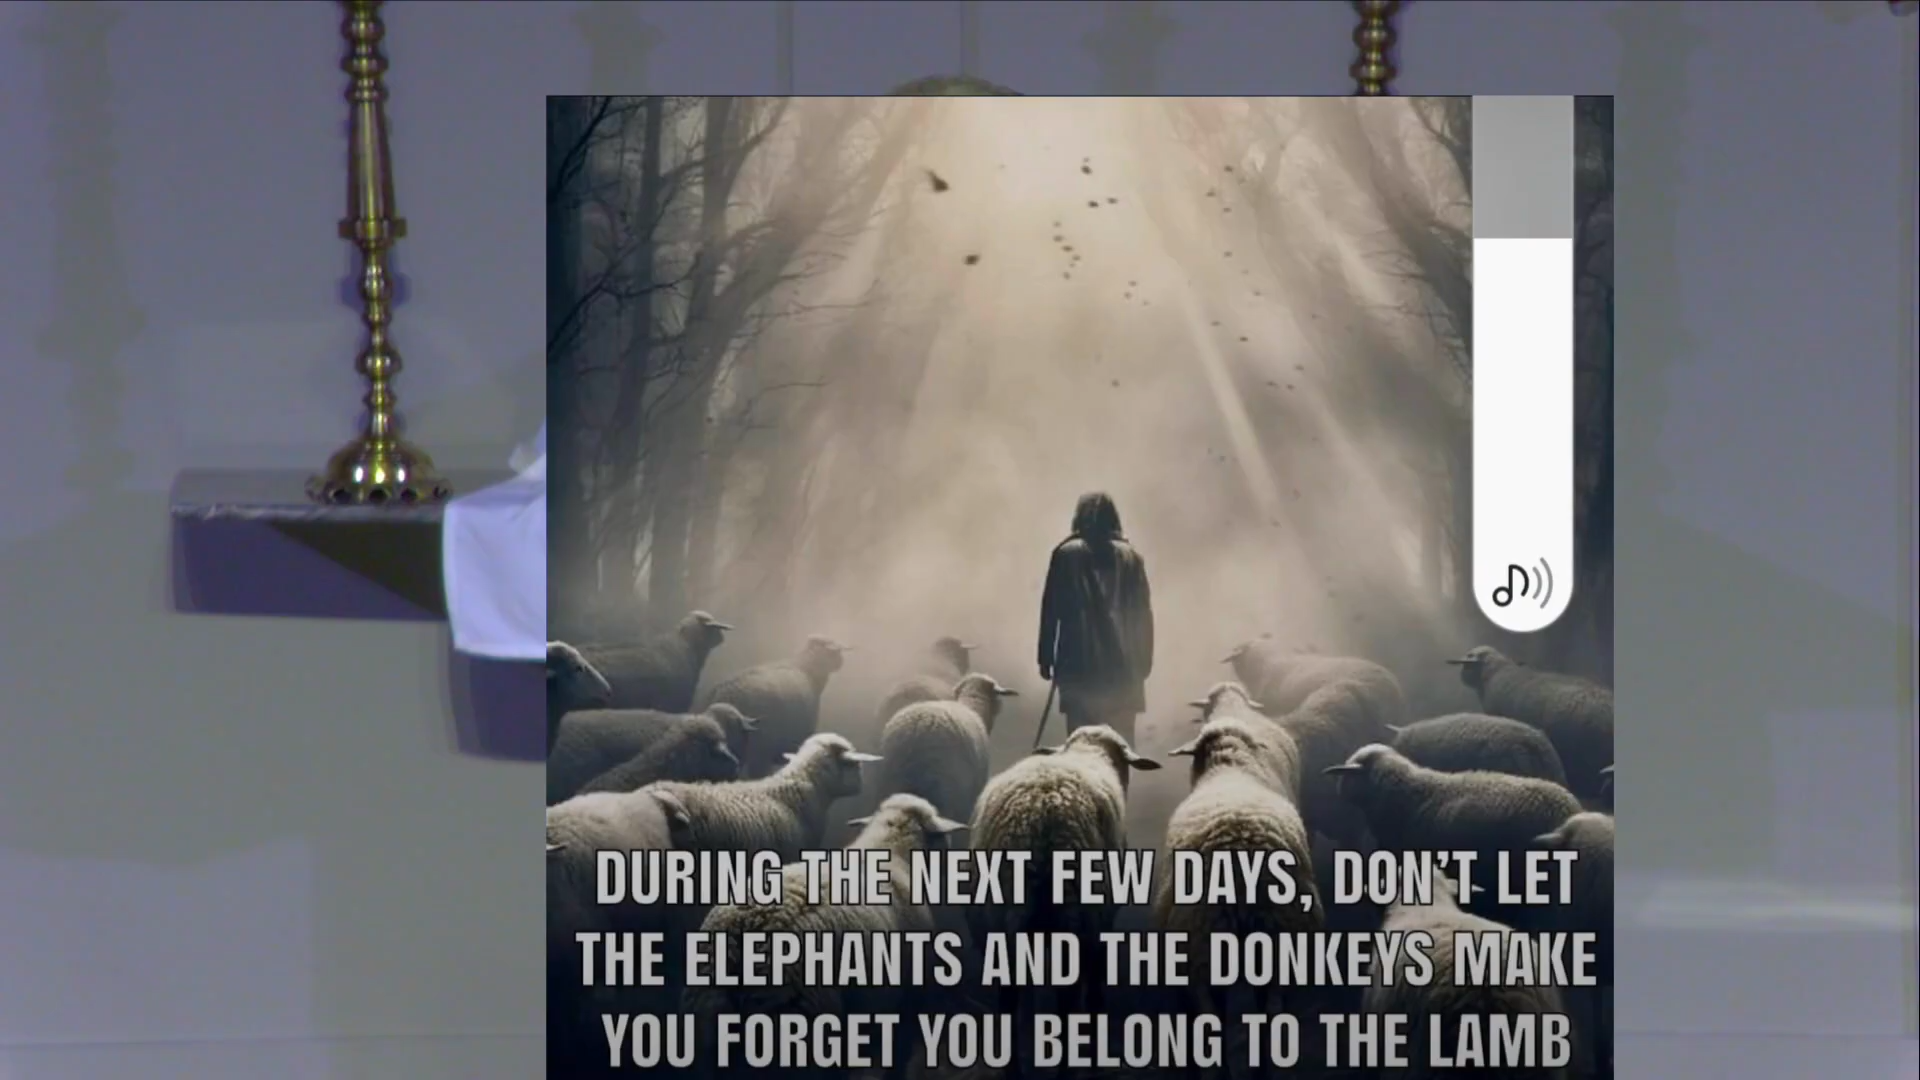 DURING THE NEXT FEW DAYS, DON'T LET
THE ELEPHANTS AND THE DONKEYS MAKE
YOU FORGET YOU BELONG TO THE LAMB